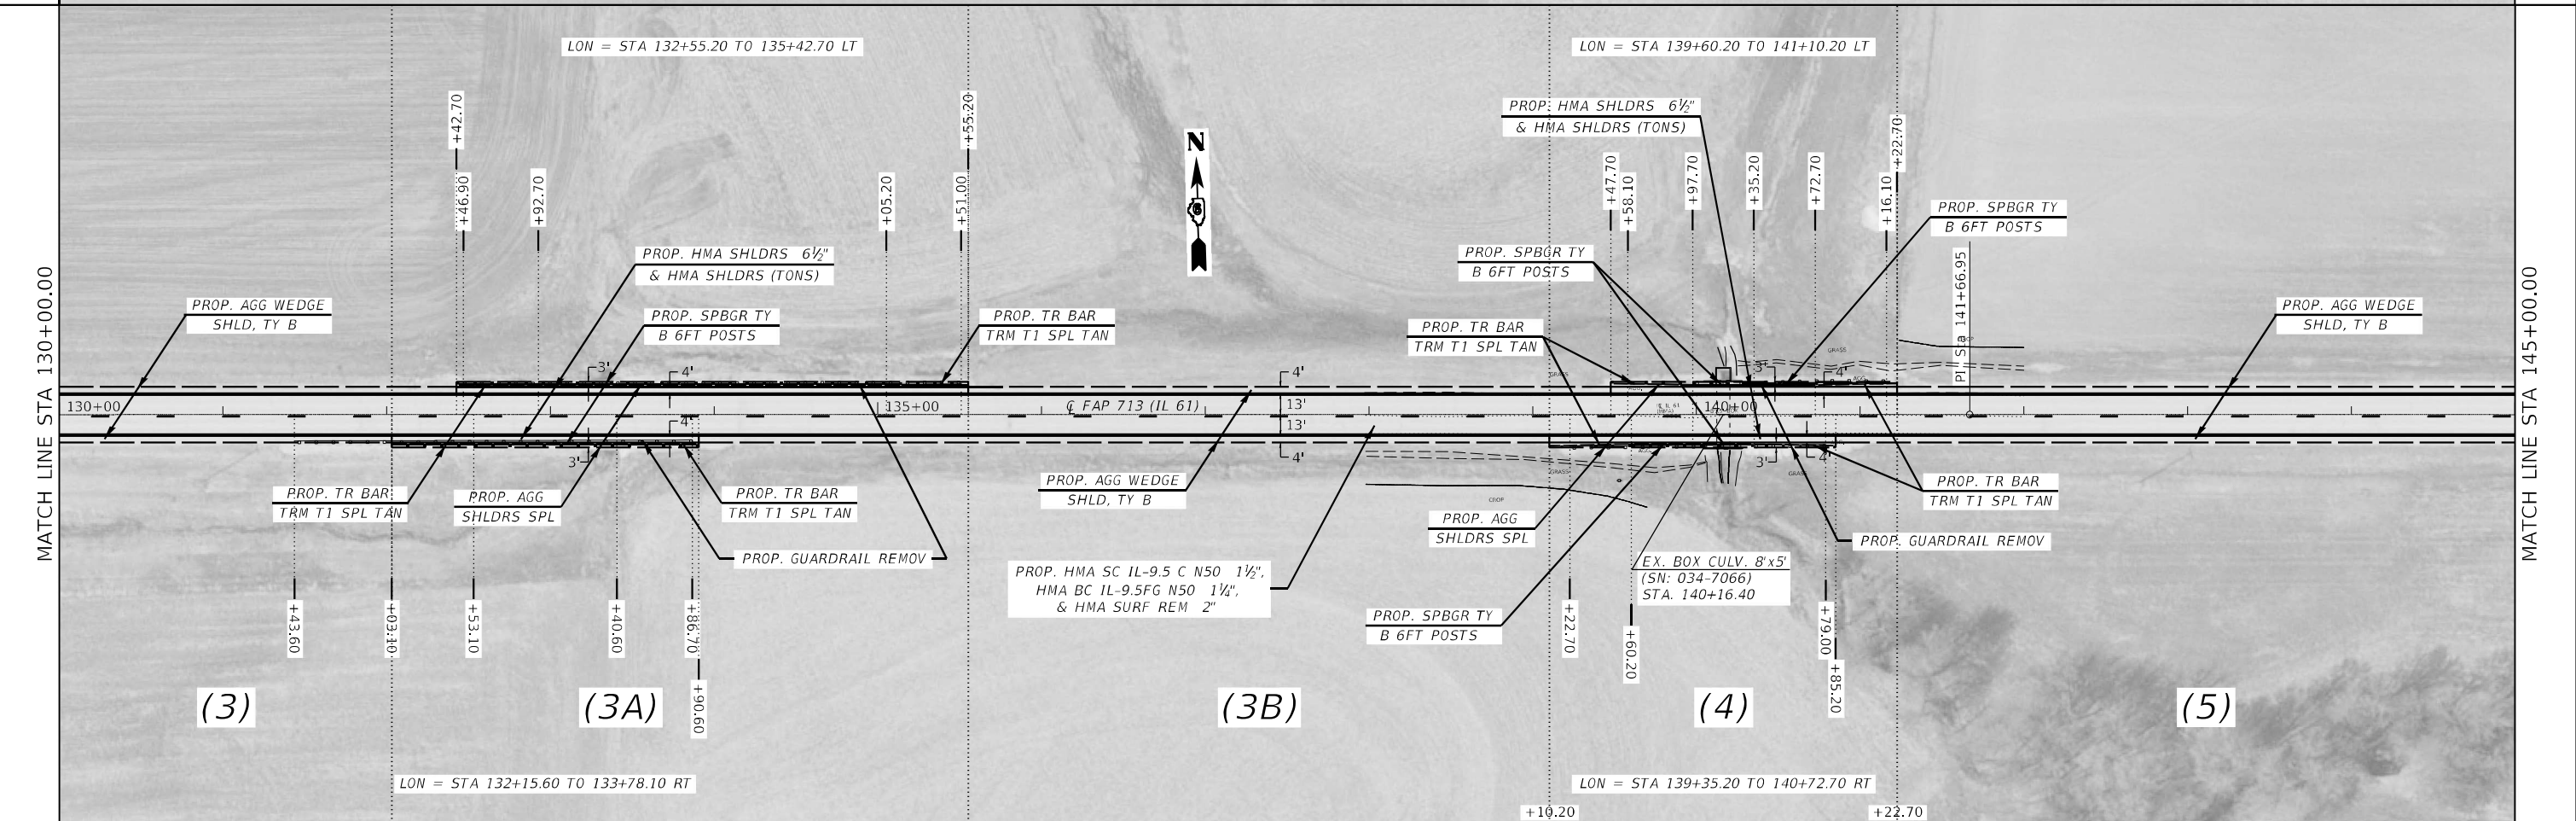 LON = STA 132+55.20 TO 135+42.70 LT
LON = STA 139+60.20 TO 141+10.20 LT
+42.70
+46.90
+92.70
+05.20
+51.00
+55.20
N
6
PROP. HMA SHLDRS 6½"
& HMA SHLDRS (TONS)
+47.70
+58.10
+97.70
+35.20
+72.70
+16.10
+22.70
PROP. SPBGR TY
B 6FT POSTS
PI Sta 141+66.95
MATCH LINE STA 130+00.00
PROP. AGG WEDGE
SHLD, TY B
PROP. HMA SHLDRS 6½"
& HMA SHLDRS (TONS)
PROP. SPBGR TY
B 6FT POSTS
PROP. TR BAR
TRM T1 SPL TAN
PROP. SPBGR TY
B 6FT POSTS
PROP. TR BAR
TRM T1 SPL TAN
PROP. AGG WEDGE
SHLD, TY B
MATCH LINE STA 145+00.00
3'
4'
4'
3'
4'
GRASS
CROP
GRASS
130+00
135+00
℄ FAP 713 (IL 61)
13'
13'
140+00
4'
3'
4'
3'
4'
GRASS
GRASS
CROP
PROP. TR BAR
TRM T1 SPL TAN
PROP. AGG
SHLDRS SPL
PROP. TR BAR
TRM T1 SPL TAN
PROP. GUARDRAIL REMOV
PROP. AGG WEDGE
SHLD, TY B
PROP. AGG
SHLDRS SPL
PROP. TR BAR
TRM T1 SPL TAN
PROP. GUARDRAIL REMOV
PROP. HMA SC IL-9.5 C N50 1½",
HMA BC IL-9.5FG N50 1¼",
& HMA SURF REM 2"
EX. BOX CULV. 8'x5'
(SN: 034-7066)
STA. 140+16.40
PROP. SPBGR TY
B 6FT POSTS
+43.60
+03.10
+53.10
+40.60
+86.70
+90.60
+22.70
+60.20
+79.00
+85.20
(3)
(3A)
(3B)
(4)
(5)
LON = STA 132+15.60 TO 133+78.10 RT
LON = STA 139+35.20 TO 140+72.70 RT
+10.20
+22.70